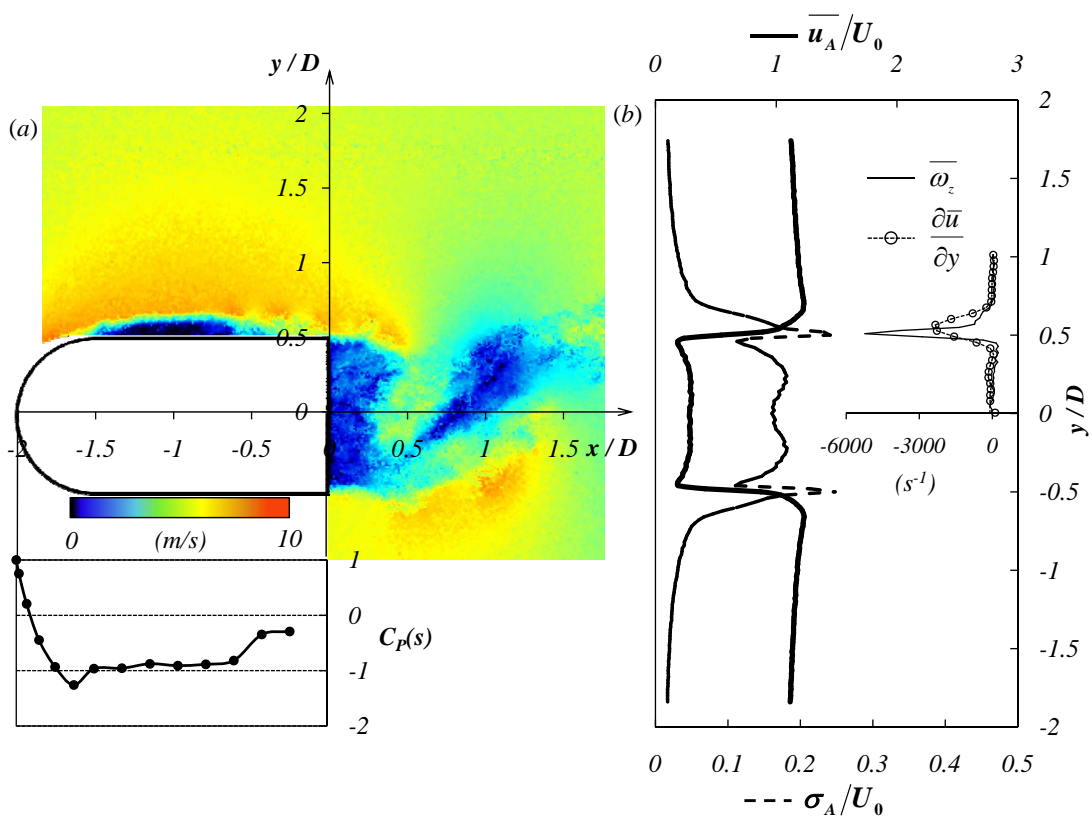 u_A/U_0
y / D
0 1 2 3
(a)
(b)
2
1.5
1
0.5
0
-2 -1.5 -1 -0.5 0 0.5 1 1.5 x / D
0 (m/s) 10
1
0
-1
-2
C_P(s)
ω_z
∂u
∂y
-6000 -3000 0
(s^-1)
2
1.5
1
0.5
0
-0.5
-1
-1.5
-2
y / D
0 0.1 0.2 0.3 0.4 0.5
σ_A/U_0